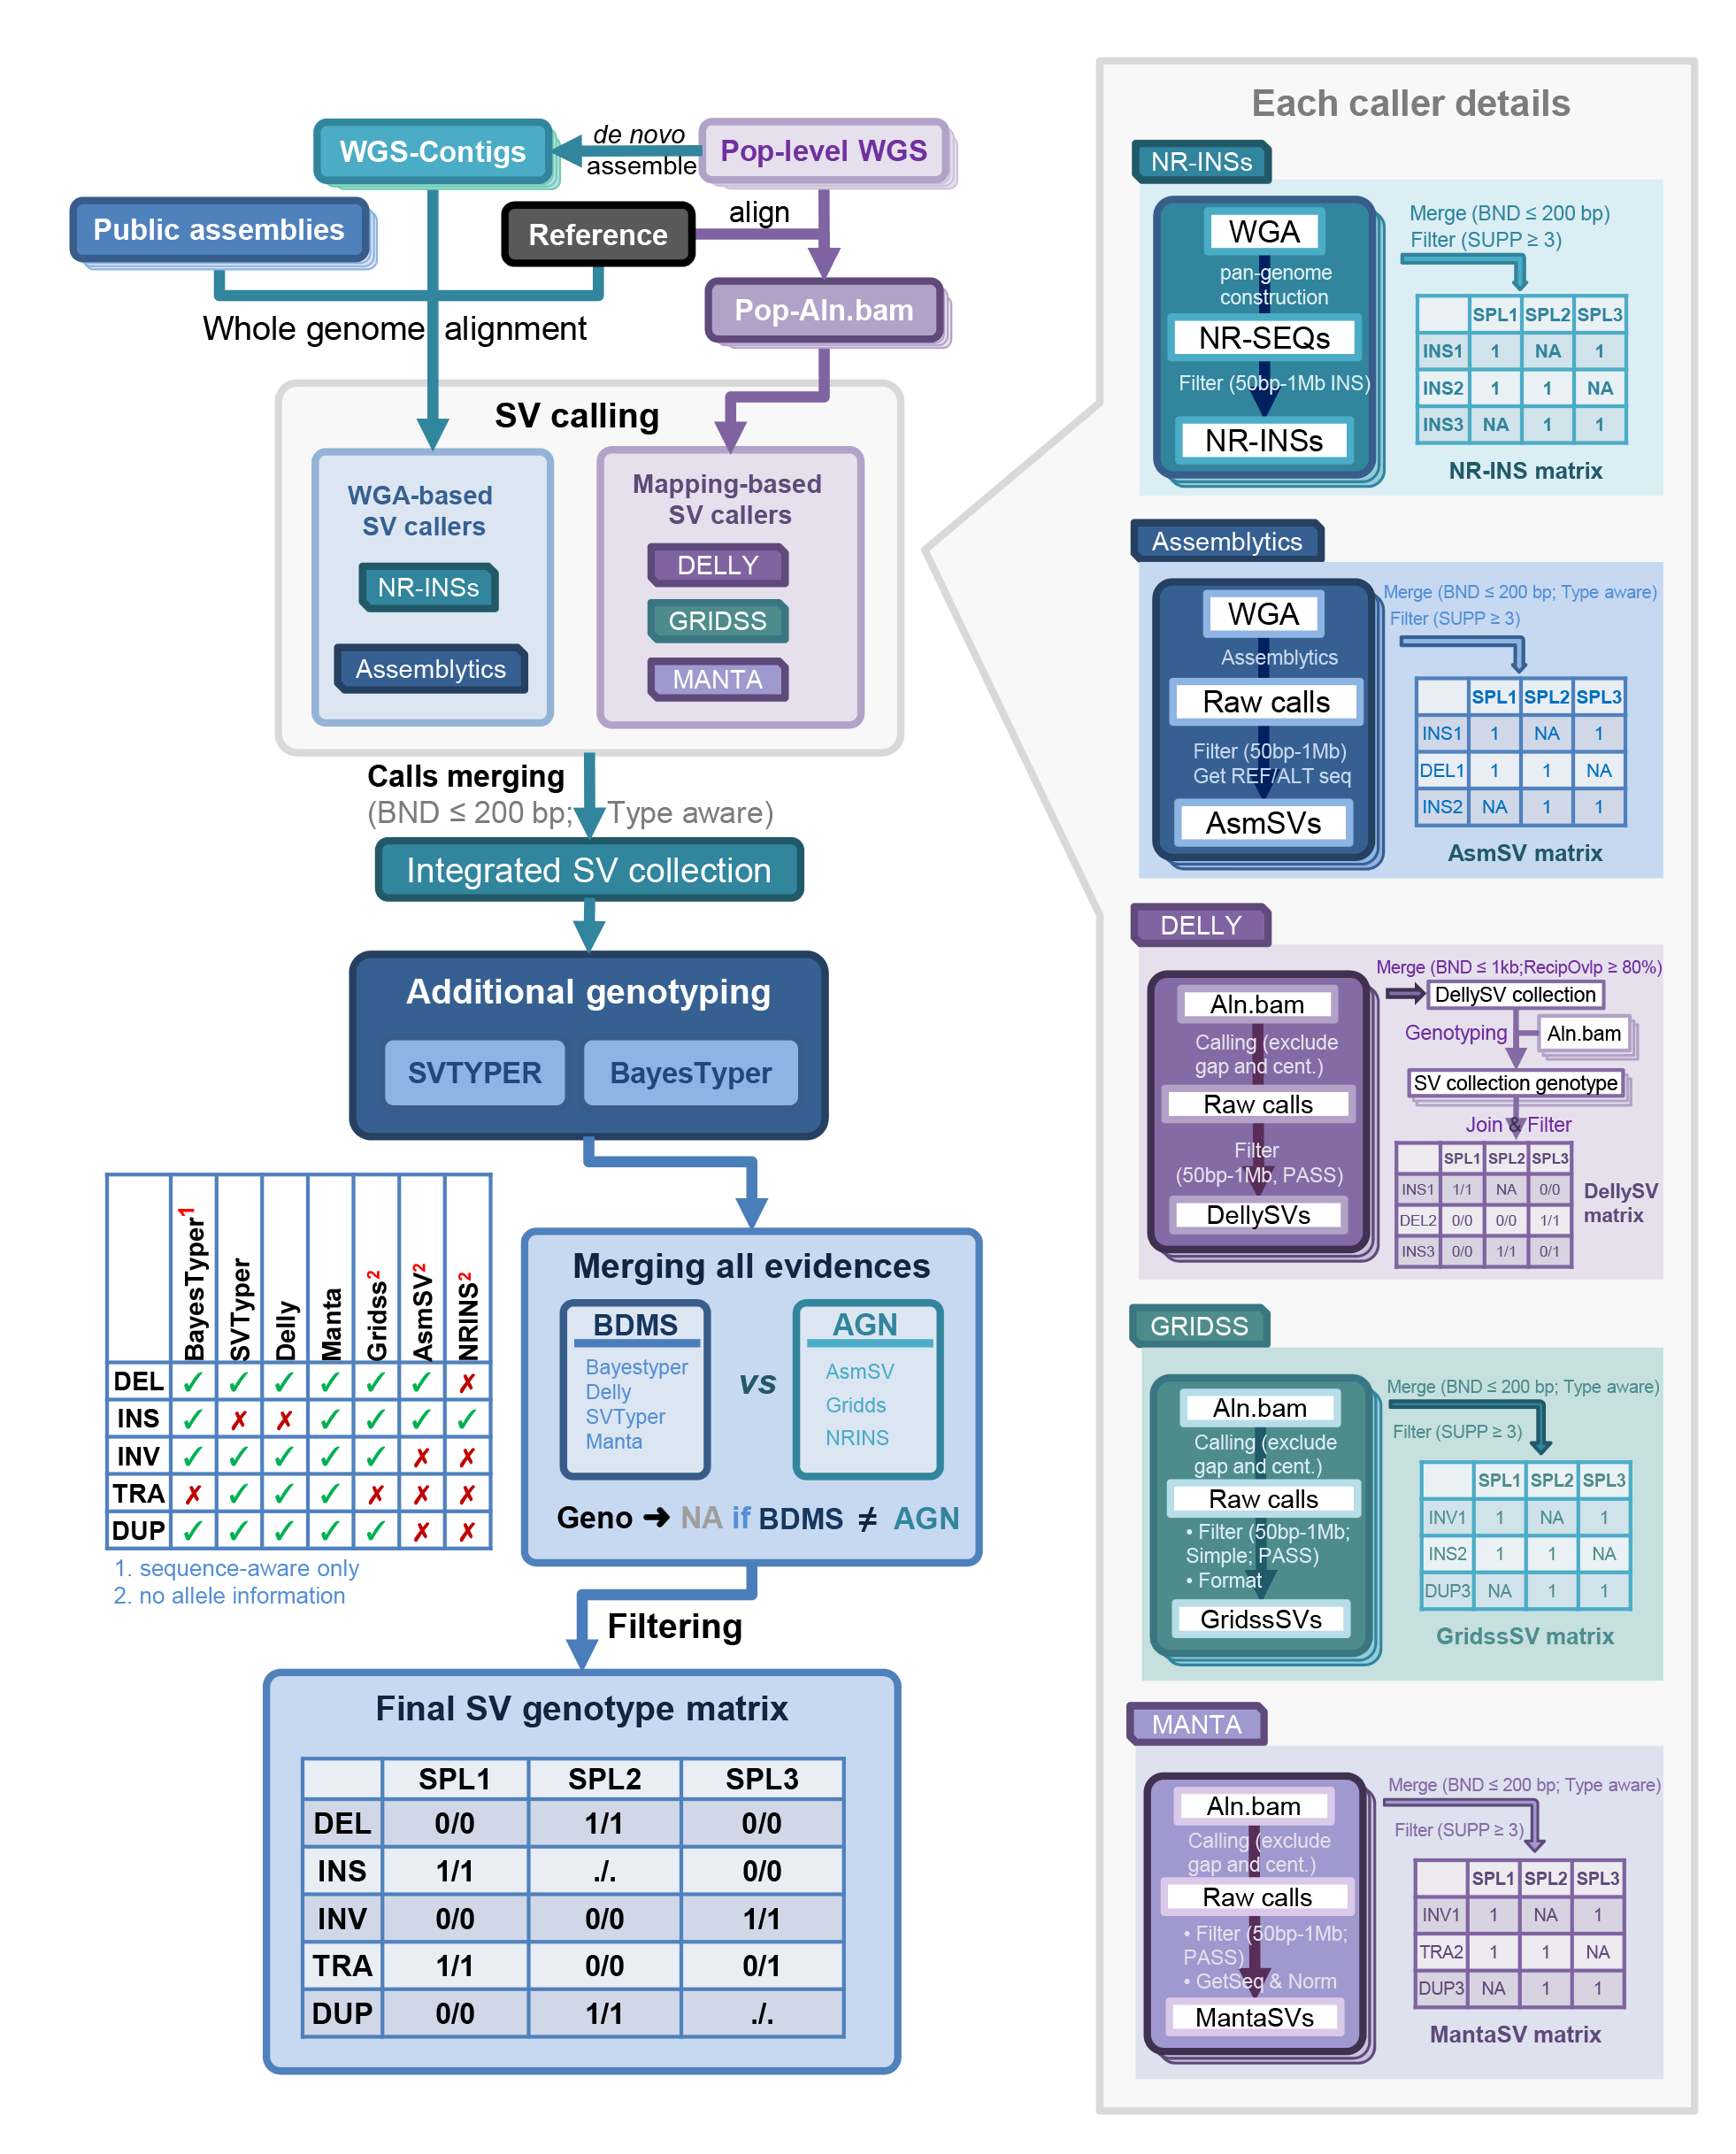 WGS-Contigs
de novo
assemble
Pop-level WGS
Public assemblies
Reference
align
Pop-Aln.bam
Whole genome alignment
SV calling
WGA-based
SV callers
NR-INSs
Assemblytics
Mapping-based
SV callers
DELLY
GRIDSS
MANTA
Calls merging
(BND ≤ 200 bp; Type aware)
Integrated SV collection
Additional genotyping
SVTYPER BayesTyper
BayesTyper1 SVTyper Delly Manta Gridss2 AsmSV2 NRINS2
DEL ✓ ✓ ✓ ✓ ✓ ✓ ✗
INS ✓ ✗ ✗ ✓ ✓ ✓ ✓
INV ✓ ✓ ✓ ✓ ✓ ✗ ✗
TRA ✗ ✓ ✓ ✓ ✗ ✗ ✗
DUP ✓ ✓ ✓ ✓ ✓ ✗ ✗
1. sequence-aware only
2. no allele information
Merging all evidences
BDMS
Bayestyper
Delly
SVTyper
Manta
vs
AGN
AsmSV
Gridds
NRINS
Geno ➜ NA if BDMS ≠ AGN
Filtering
Final SV genotype matrix
SPL1 SPL2 SPL3
DEL 0/0 1/1 0/0
INS 1/1 ./. 0/0
INV 0/0 0/0 1/1
TRA 1/1 0/0 0/1
DUP 0/0 1/1 ./.
Each caller details
NR-INSs
WGA
pan-genome
construction
NR-SEQs
Filter (50bp-1Mb INS)
NR-INSs
Merge (BND ≤ 200 bp)
Filter (SUPP ≥ 3)
SPL1 SPL2 SPL3
INS1 1 NA 1
INS2 1 1 NA
INS3 NA 1 1
NR-INS matrix
Assemblytics
WGA
Assemblytics
Raw calls
Filter (50bp-1Mb)
Get REF/ALT seq
AsmSVs
Merge (BND ≤ 200 bp; Type aware)
Filter (SUPP ≥ 3)
SPL1 SPL2 SPL3
INS1 1 NA 1
DEL1 1 1 NA
INS2 NA 1 1
AsmSV matrix
DELLY
Aln.bam
Calling (exclude
gap and cent.)
Raw calls
Filter
(50bp-1Mb, PASS)
DellySVs
Merge (BND ≤ 1kb;RecipOvlp ≥ 80%)
DellySV collection
Genotyping
Aln.bam
SV collection genotype
Join & Filter
SPL1 SPL2 SPL3
INS1 1/1 NA 0/0
DEL2 0/0 0/0 1/1
INS3 0/0 1/1 0/1
DellySV
matrix
GRIDSS
Aln.bam
Calling (exclude
gap and cent.)
Raw calls
• Filter (50bp-1Mb;
Simple; PASS)
• Format
GridssSVs
Merge (BND ≤ 200 bp; Type aware)
Filter (SUPP ≥ 3)
SPL1 SPL2 SPL3
INV1 1 NA 1
INS2 1 1 NA
DUP3 NA 1 1
GridssSV matrix
MANTA
Aln.bam
Calling (exclude
gap and cent.)
Raw calls
• Filter (50bp-1Mb;
PASS)
• GetSeq & Norm
MantaSVs
Merge (BND ≤ 200 bp; Type aware)
Filter (SUPP ≥ 3)
SPL1 SPL2 SPL3
INV1 1 NA 1
TRA2 1 1 NA
DUP3 NA 1 1
MantaSV matrix